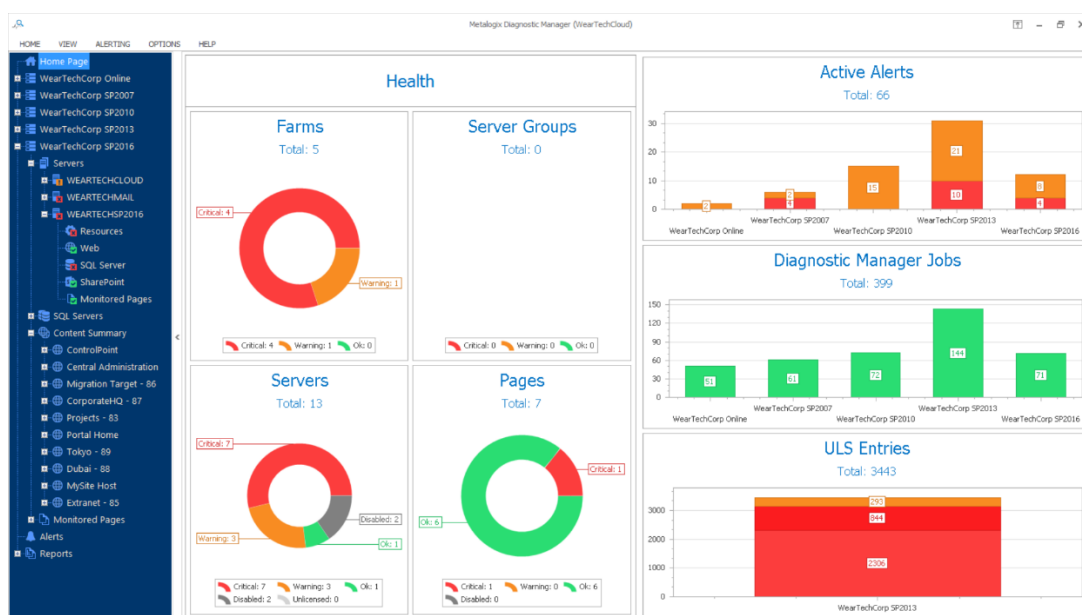 Metalogix Diagnostic Manager (WearTechCloud)
HOME VIEW ALERTING OPTIONS HELP
Home Page
WearTechCorp Online
WearTechCorp SP2007
WearTechCorp SP2010
WearTechCorp SP2013
WearTechCorp SP2016
Servers
WEARTECHCLOUD
WEARTECHMAIL
WEARTECHSP2016
Resources
Web
SQL Server
SharePoint
Monitored Pages
SQL Servers
Content Summary
ControlPoint
Central Administration
Migration Target - 86
CorporateHQ - 87
Projects - 83
Portal Home
Tokyo - 89
Dubai - 88
MySite Host
Extranet - 85
Monitored Pages
Alerts
Reports
Health
Farms
Total: 5
Critical: 4
Warning: 1
Critical: 4 Warning: 1 Ok: 0
Server Groups
Total: 0
Critical: 0 Warning: 0 Ok: 0
Servers
Total: 13
Critical: 7
Disabled: 2
Warning: 3
Ok: 1
Critical: 7 Warning: 3 Ok: 1
Disabled: 2 Unlicensed: 0
Pages
Total: 7
Critical: 1
Ok: 6
Critical: 1 Warning: 0 Ok: 6
Disabled: 0
Active Alerts
Total: 66
30
20
10
0
2
2
4
15
21
10
8
4
WearTechCorp SP2007 WearTechCorp SP2013
WearTechCorp Online WearTechCorp SP2010 WearTechCorp SP2016
Diagnostic Manager Jobs
Total: 399
150
120
90
60
30
0
51
61
72
144
71
WearTechCorp SP2007 WearTechCorp SP2013
WearTechCorp Online WearTechCorp SP2010 WearTechCorp SP2016
ULS Entries
Total: 3443
3000
2000
1000
0
293
844
2306
WearTechCorp SP2013